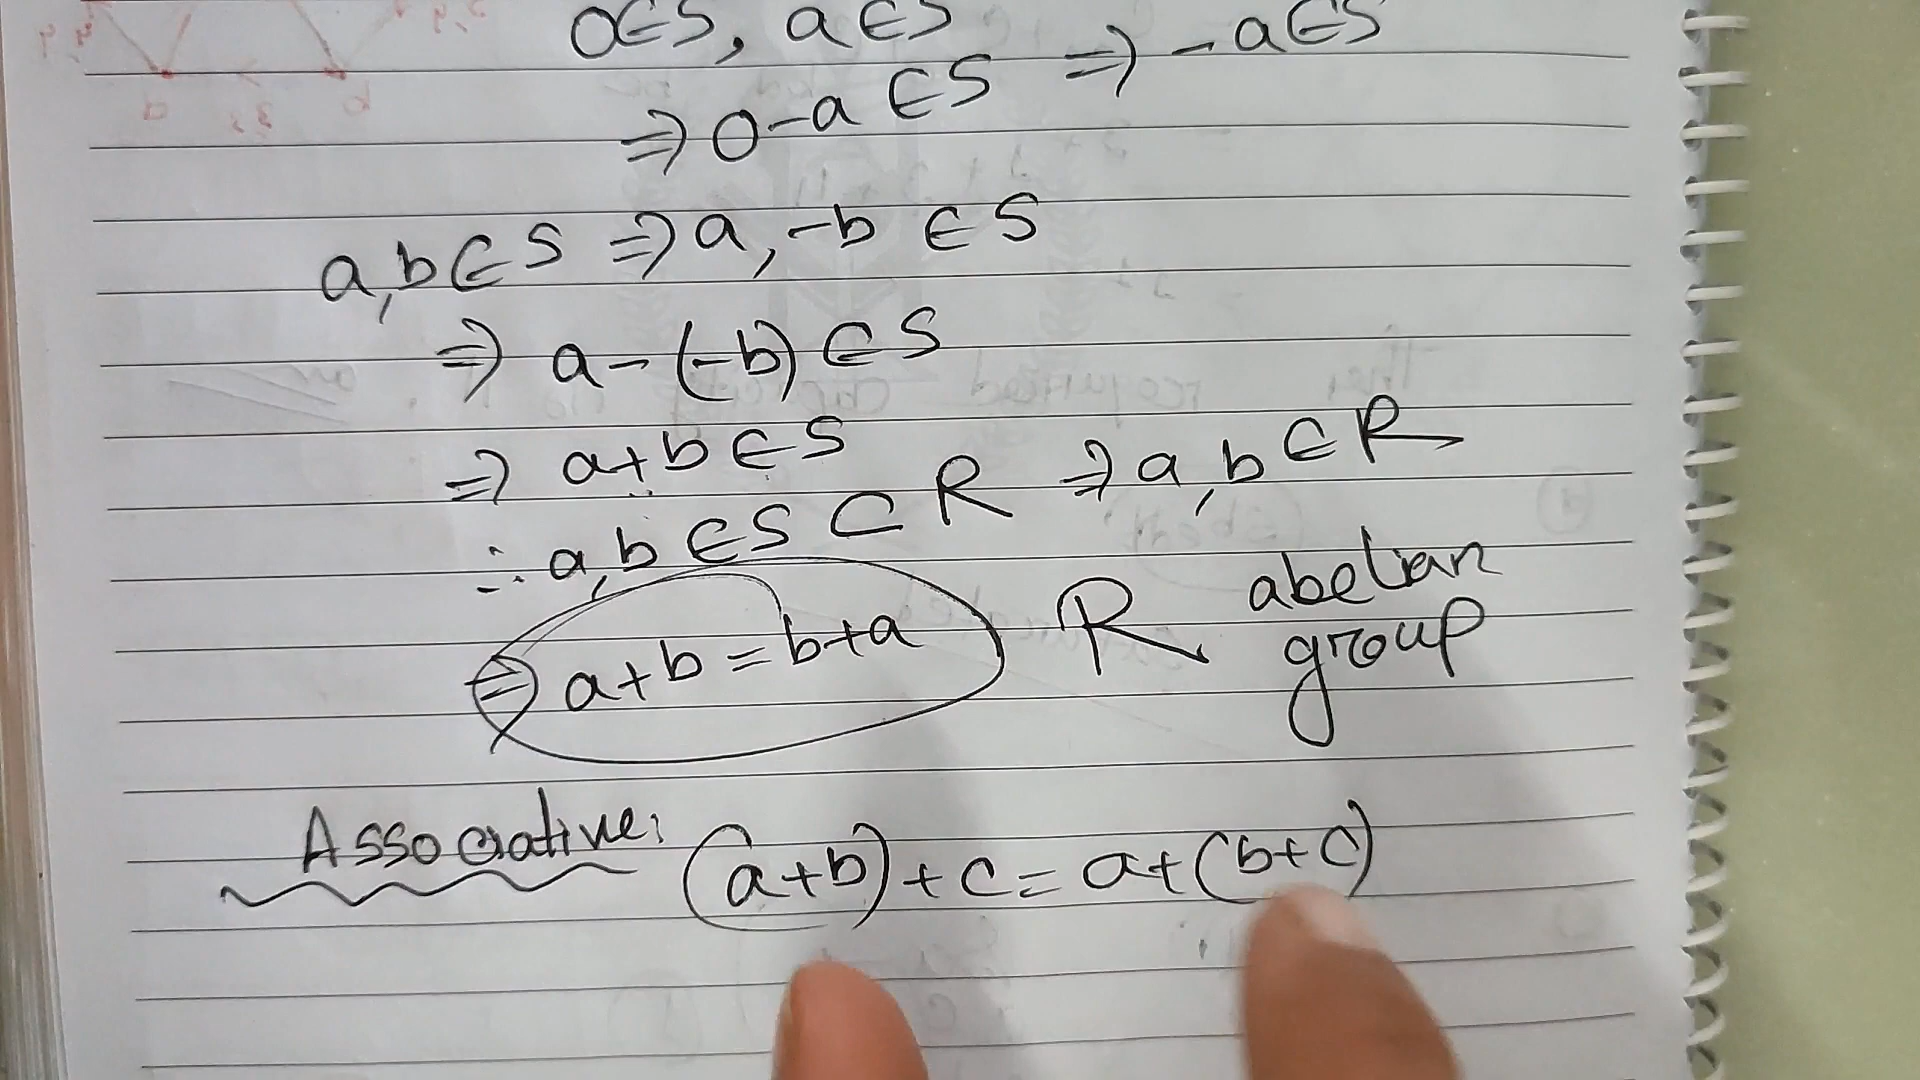 0∈S, a∈S ⇒ -a∈S
⇒ 0-a ∈S
a,b∈S ⇒ a, -b ∈ S
⇒ a-(-b) ∈ S
⇒ a+b ∈ S
∴ a,b ∈S ⊂ R ⇒ a, b ∈ R
⇒ a+b = b+a R abelian group
Associative: (a+b)+c = a+(b+c)